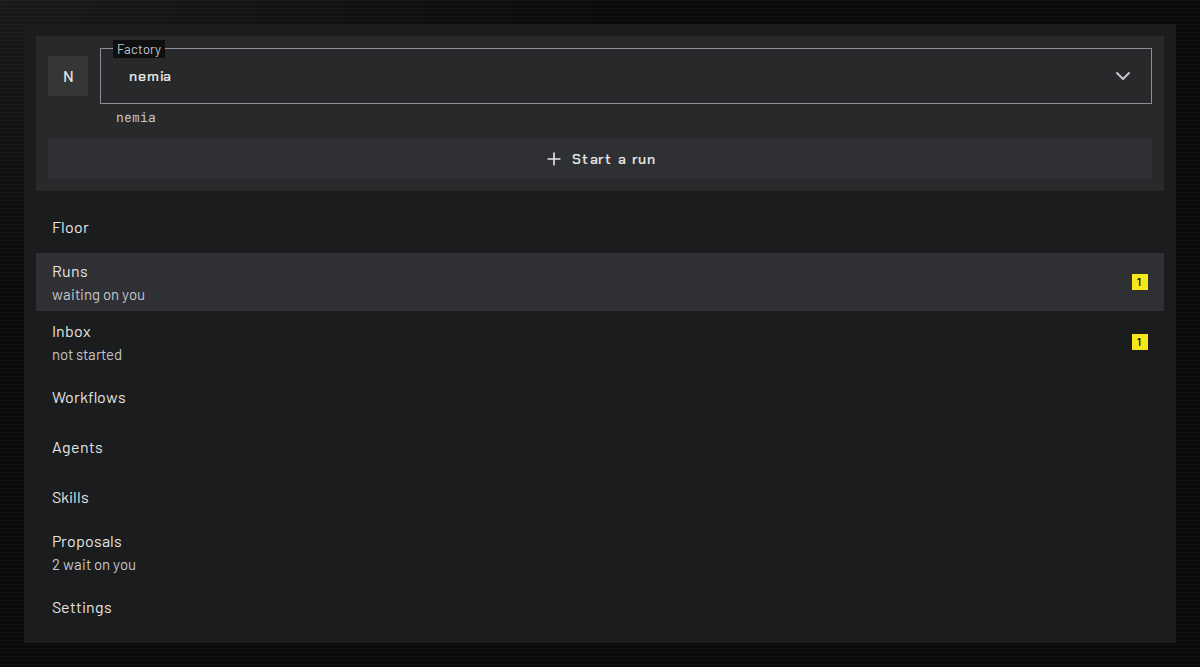 Factory
N
nemia
nemia
Start a run
Floor
Runs
waiting on you
1
Inbox
not started
1
Workflows
Agents
Skills
Proposals
2 wait on you
Settings